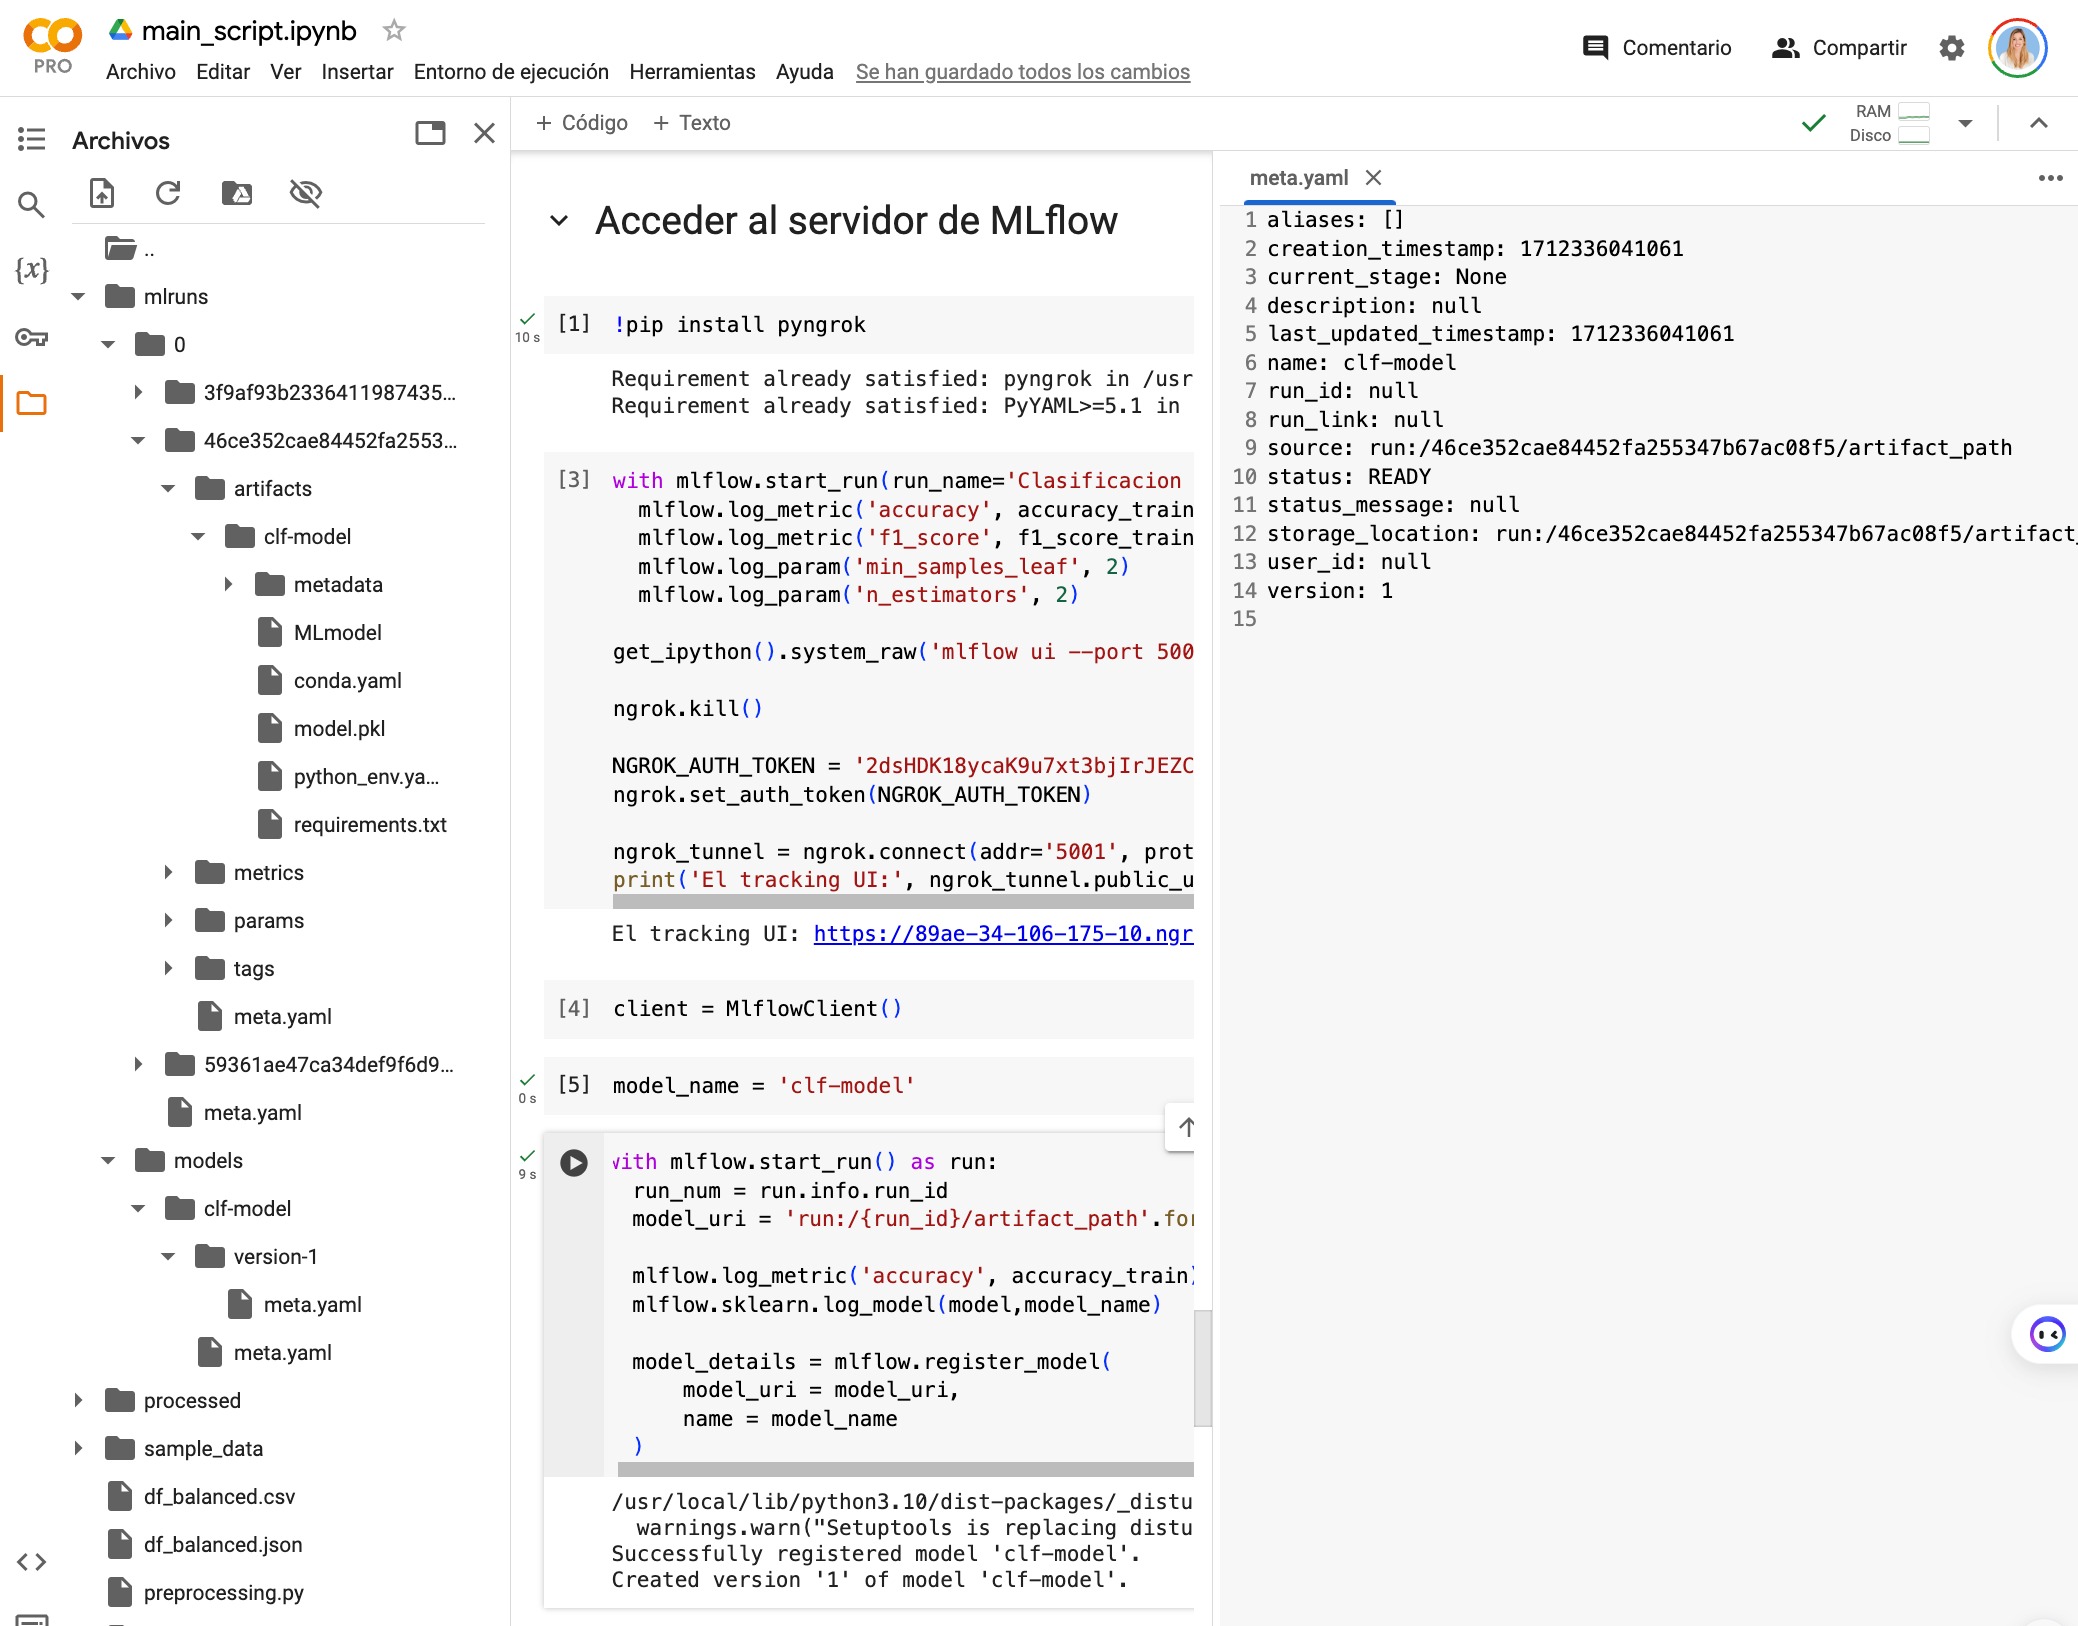 PRO
main_script.ipynb
Archivo Editar Ver Insertar Entorno de ejecución Herramientas Ayuda Se han guardado todos los cambios
Comentario
Compartir
Archivos
+ Código + Texto
RAM
Disco
..
mlruns
0
3f9af93b2336411987435...
46ce352cae84452fa2553...
artifacts
clf-model
metadata
MLmodel
conda.yaml
model.pkl
python_env.ya...
requirements.txt
metrics
params
tags
meta.yaml
59361ae47ca34def9f6d9...
meta.yaml
models
clf-model
version-1
meta.yaml
meta.yaml
processed
sample_data
df_balanced.csv
df_balanced.json
preprocessing.py
Acceder al servidor de MLflow
10 s
[1] !pip install pyngrok
Requirement already satisfied: pyngrok in /usr
Requirement already satisfied: PyYAML>=5.1 in
[3] with mlflow.start_run(run_name='Clasificacion
mlflow.log_metric('accuracy', accuracy_train
mlflow.log_metric('f1_score', f1_score_train
mlflow.log_param('min_samples_leaf', 2)
mlflow.log_param('n_estimators', 2)
get_ipython().system_raw('mlflow ui --port 500
ngrok.kill()
NGROK_AUTH_TOKEN = '2dsHDK18ycaK9u7xt3bjIrJEZC
ngrok.set_auth_token(NGROK_AUTH_TOKEN)
ngrok_tunnel = ngrok.connect(addr='5001', prot
print('El tracking UI:', ngrok_tunnel.public_u
El tracking UI: https://89ae-34-106-175-10.ngr
[4] client = MlflowClient()
0 s
[5] model_name = 'clf-model'
9 s
with mlflow.start_run() as run:
run_num = run.info.run_id
model_uri = 'run:/{run_id}/artifact_path'.for
mlflow.log_metric('accuracy', accuracy_train)
mlflow.sklearn.log_model(model,model_name)
model_details = mlflow.register_model(
model_uri = model_uri,
name = model_name
)
/usr/local/lib/python3.10/dist-packages/_distu
warnings.warn("Setuptools is replacing distu
Successfully registered model 'clf-model'.
Created version '1' of model 'clf-model'.
meta.yaml
1 aliases: []
2 creation_timestamp: 1712336041061
3 current_stage: None
4 description: null
5 last_updated_timestamp: 1712336041061
6 name: clf-model
7 run_id: null
8 run_link: null
9 source: run:/46ce352cae84452fa255347b67ac08f5/artifact_path
10 status: READY
11 status_message: null
12 storage_location: run:/46ce352cae84452fa255347b67ac08f5/artifact_
13 user_id: null
14 version: 1
15